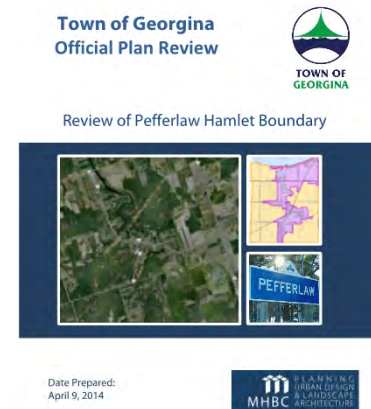 Town of Georgina
Official Plan Review
TOWN OF
GEORGINA
Review of Pefferlaw Hamlet Boundary
PEFFERLAW
Date Prepared:
April 9, 2014
MHBC
PLANNING
URBAN DESIGN
& LANDSCAPE
ARCHITECTURE